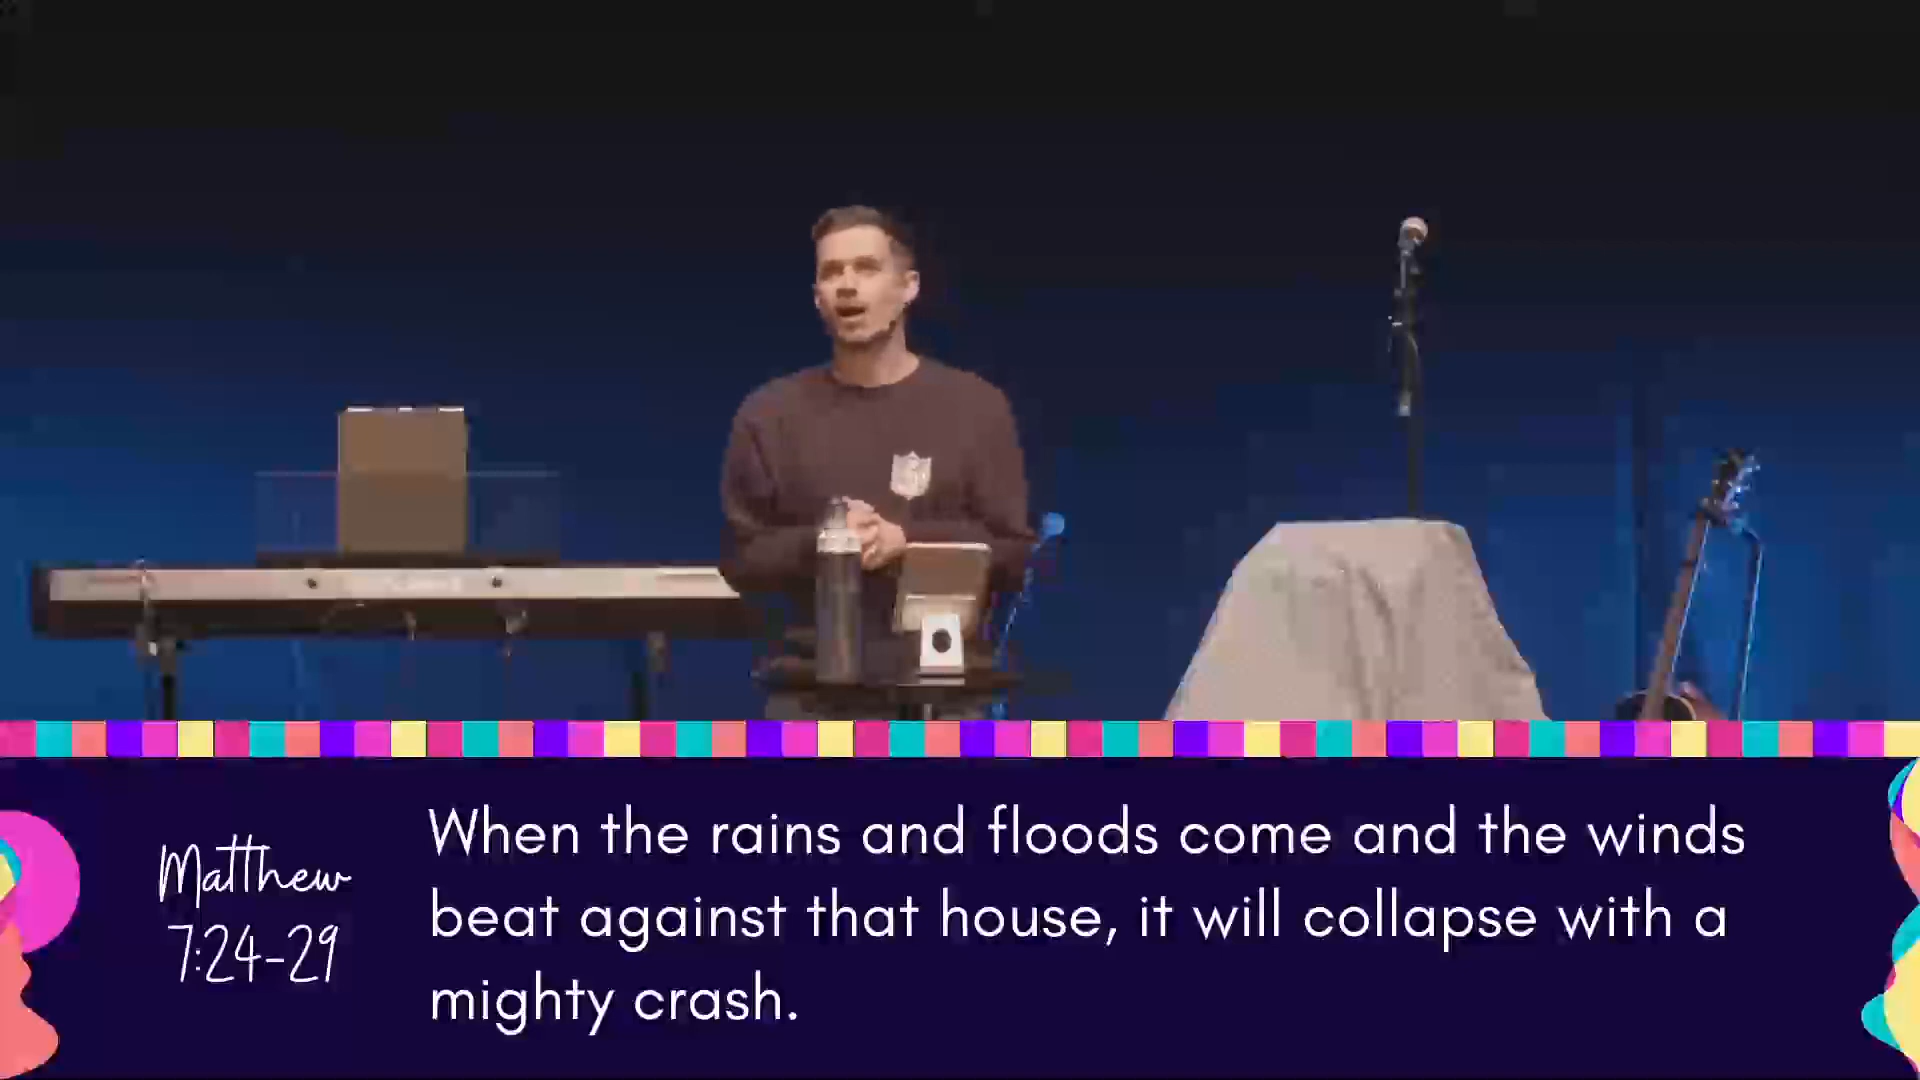 Matthew
7:24-29
When the rains and floods come and the winds
beat against that house, it will collapse with a
mighty crash.